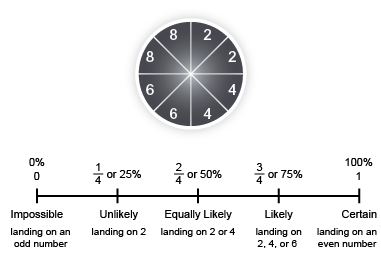 8 2
8 2
6 4
6 4
0% 100%
0 1/4 or 25% 2/4 or 50% 3/4 or 75% 1
Impossible Unlikely Equally Likely Likely Certain
landing on an landing on 2 landing on 2 or 4 landing on landing on an
odd number 2, 4, or 6 even number